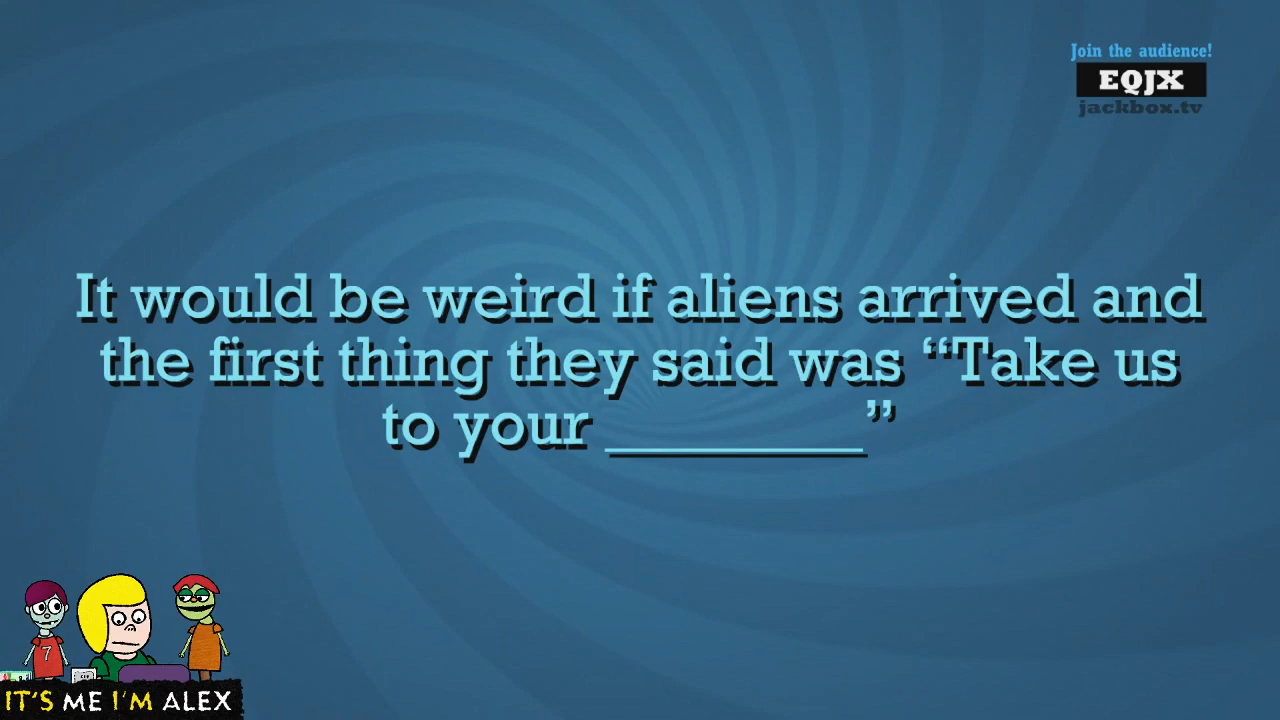 Join the audience!
EQJX
jackbox.tv
It would be weird if aliens arrived and
the first thing they said was “Take us
to your ________”
7
IT'S ME I'M ALEX